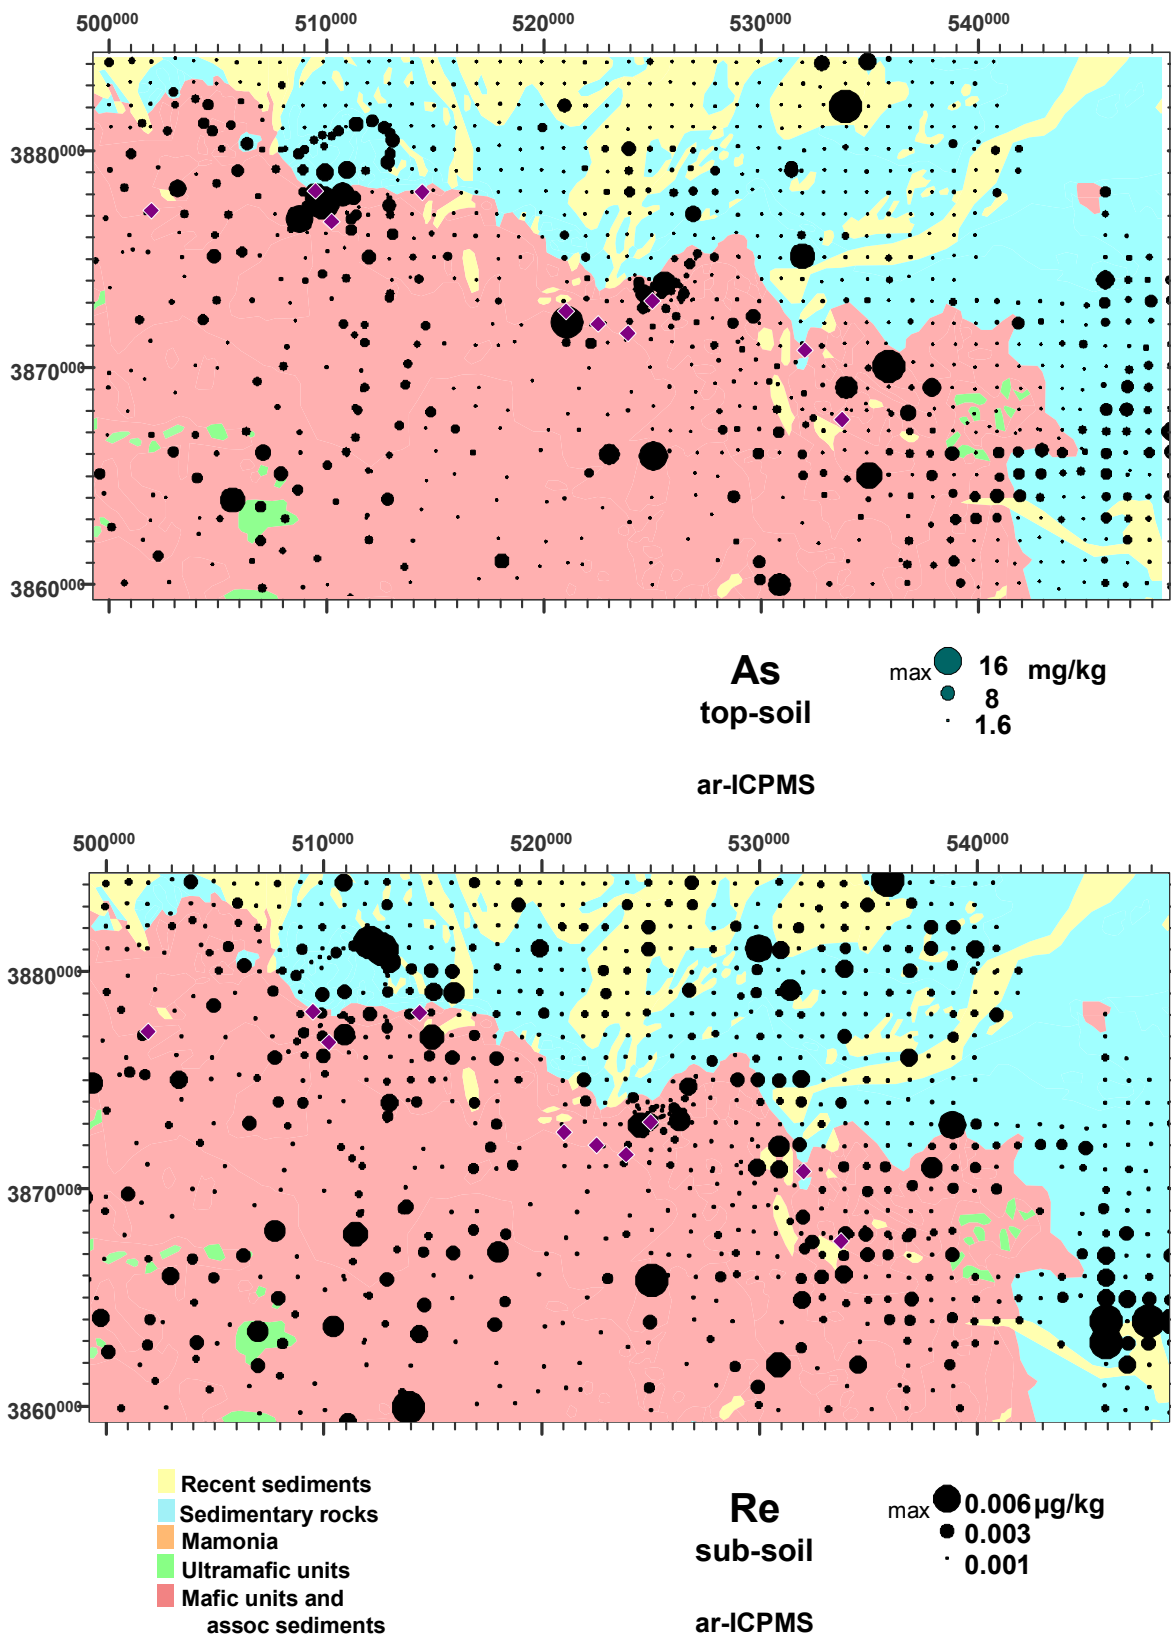 500000 510000 520000 530000 540000
3880000
3870000
3860000
As
top-soil
ar-ICPMS
max 16 mg/kg
8
1.6
500000 510000 520000 530000 540000
3880000
3870000
3860000
Recent sediments
Sedimentary rocks
Mamonia
Ultramafic units
Mafic units and
assoc sediments
Re
sub-soil
ar-ICPMS
max 0.006 µg/kg
0.003
0.001